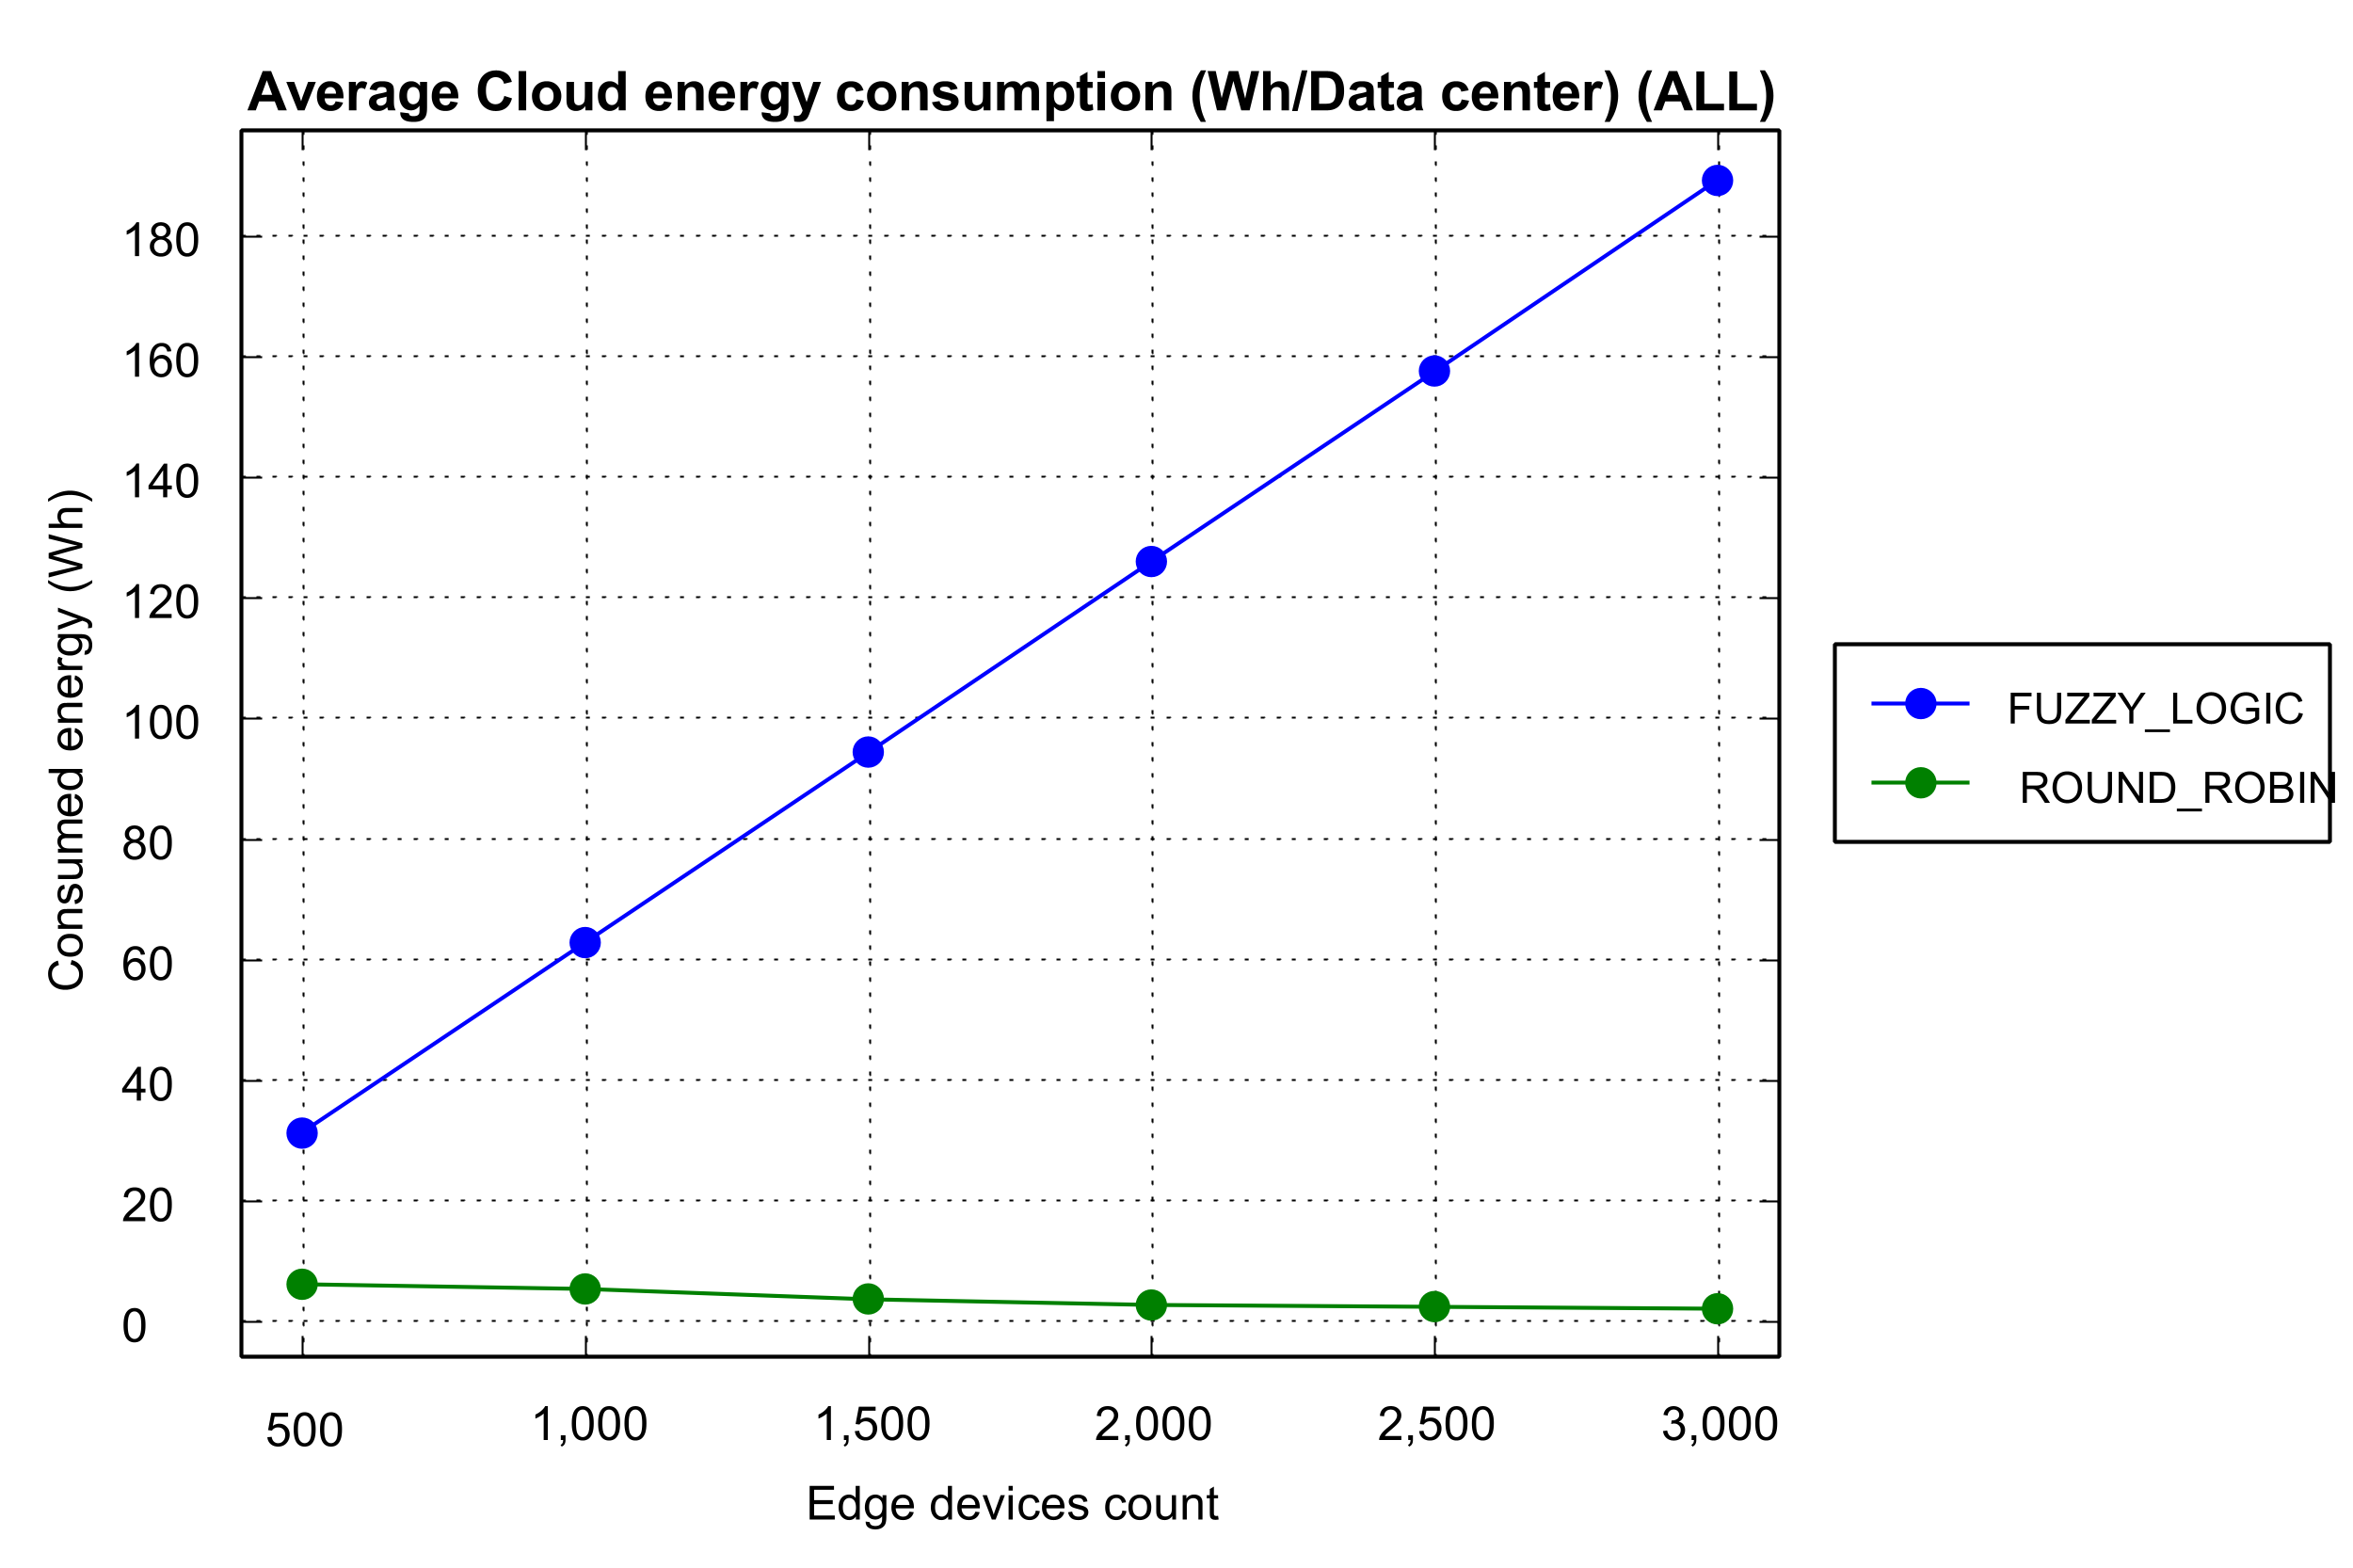 Average Cloud energy consumption (Wh/Data center) (ALL)
180
160
140
120
100
80
60
40
20
0
Consumed energy (Wh)
500 1,000 1,500 2,000 2,500 3,000
Edge devices count
FUZZY_LOGIC
ROUND_ROBIN